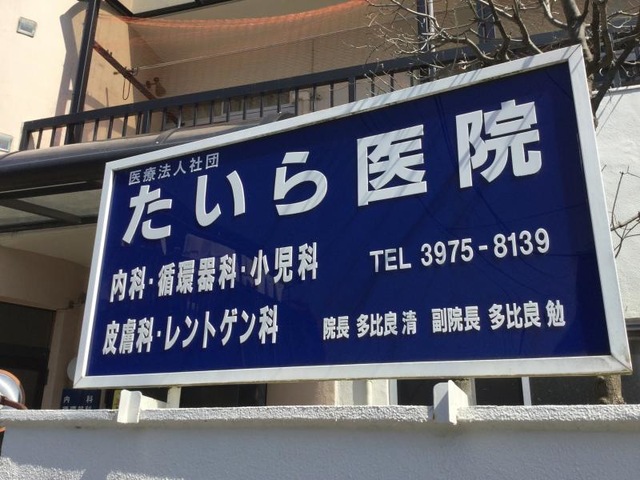 医療法人社団
たいら医院
内科・循環器科・小児科 TEL 3975-8139
皮膚科・レントゲン科 院長 多比良 清 副院長 多比良 勉
内科